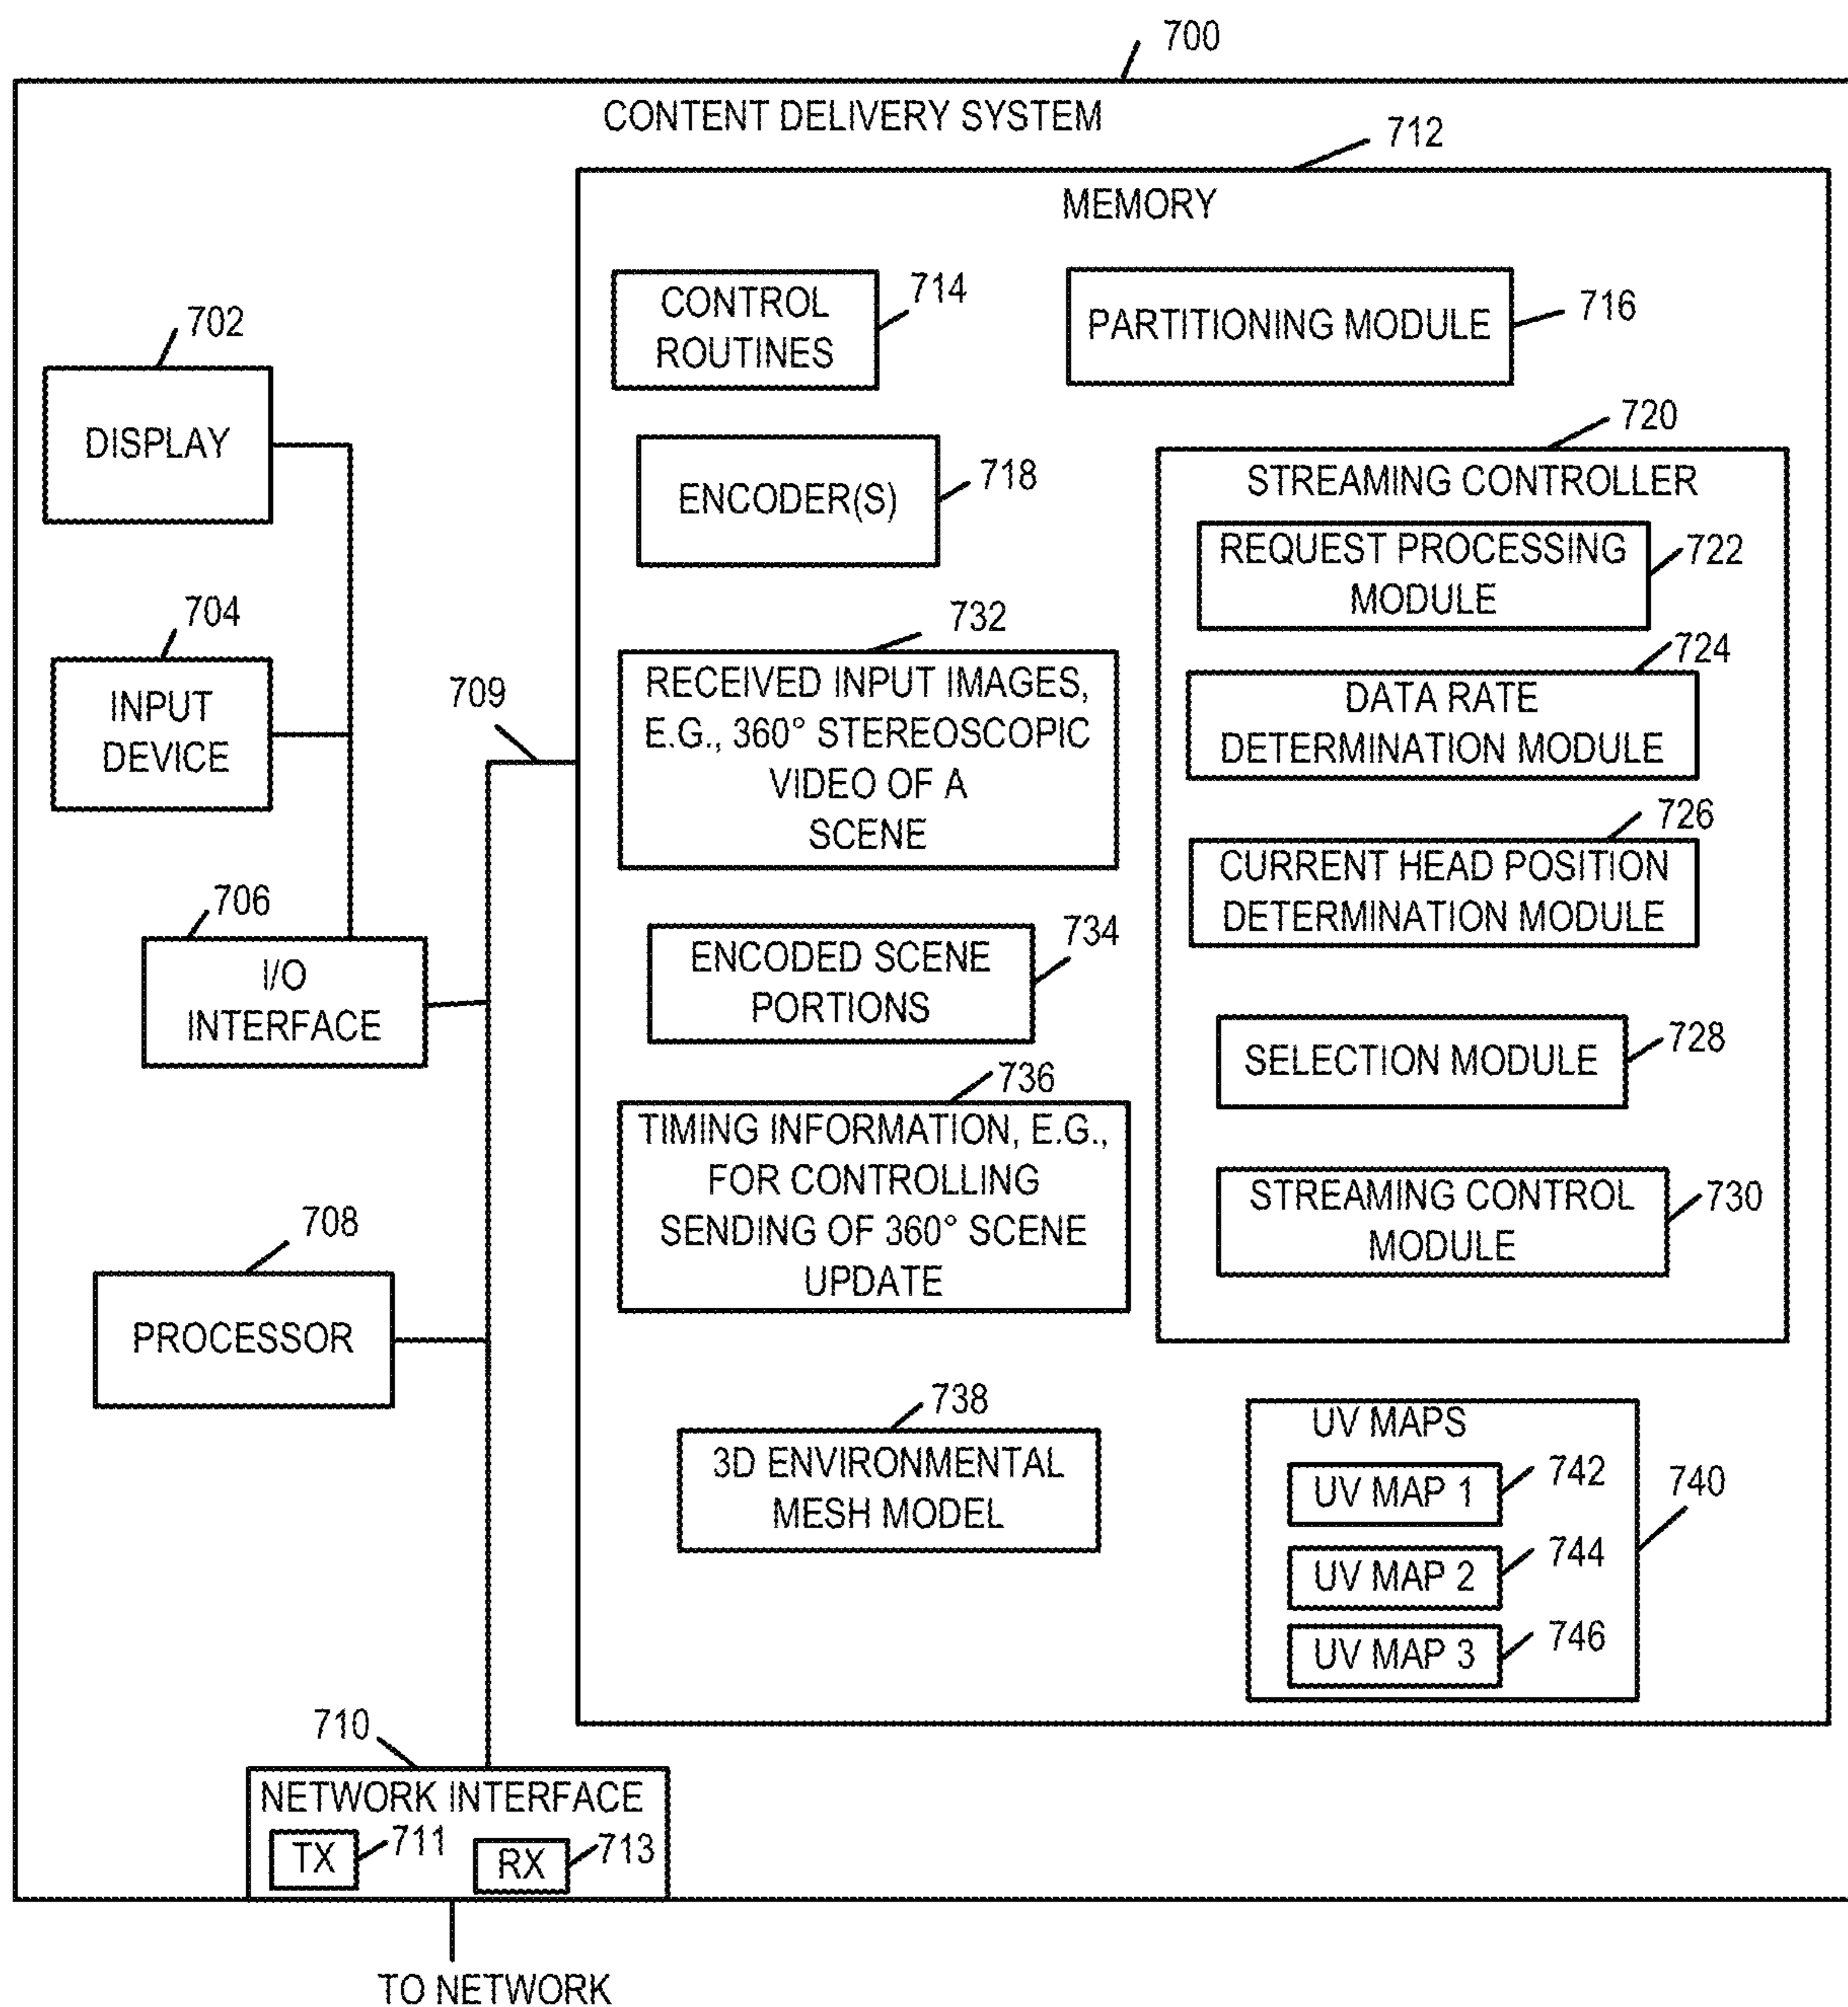 700
CONTENT DELIVERY SYSTEM
712
MEMORY
CONTROL
ROUTINES
714
PARTITIONING MODULE
716
702
DISPLAY
ENCODER(S)
718
720
STREAMING CONTROLLER
REQUEST PROCESSING
MODULE
722
704
INPUT
DEVICE
709
732
RECEIVED INPUT IMAGES,
E.G., 360° STEREOSCOPIC
VIDEO OF A
SCENE
724
DATA RATE
DETERMINATION MODULE
726
CURRENT HEAD POSITION
DETERMINATION MODULE
706
I/O
INTERFACE
ENCODED SCENE
PORTIONS
734
SELECTION MODULE
728
736
TIMING INFORMATION, E.G.,
FOR CONTROLLING
SENDING OF 360° SCENE
UPDATE
STREAMING CONTROL
MODULE
730
708
PROCESSOR
738
3D ENVIRONMENTAL
MESH MODEL
UV MAPS
UV MAP 1
742
740
UV MAP 2
744
UV MAP 3
746
710
NETWORK INTERFACE
TX
711
RX
713
TO NETWORK